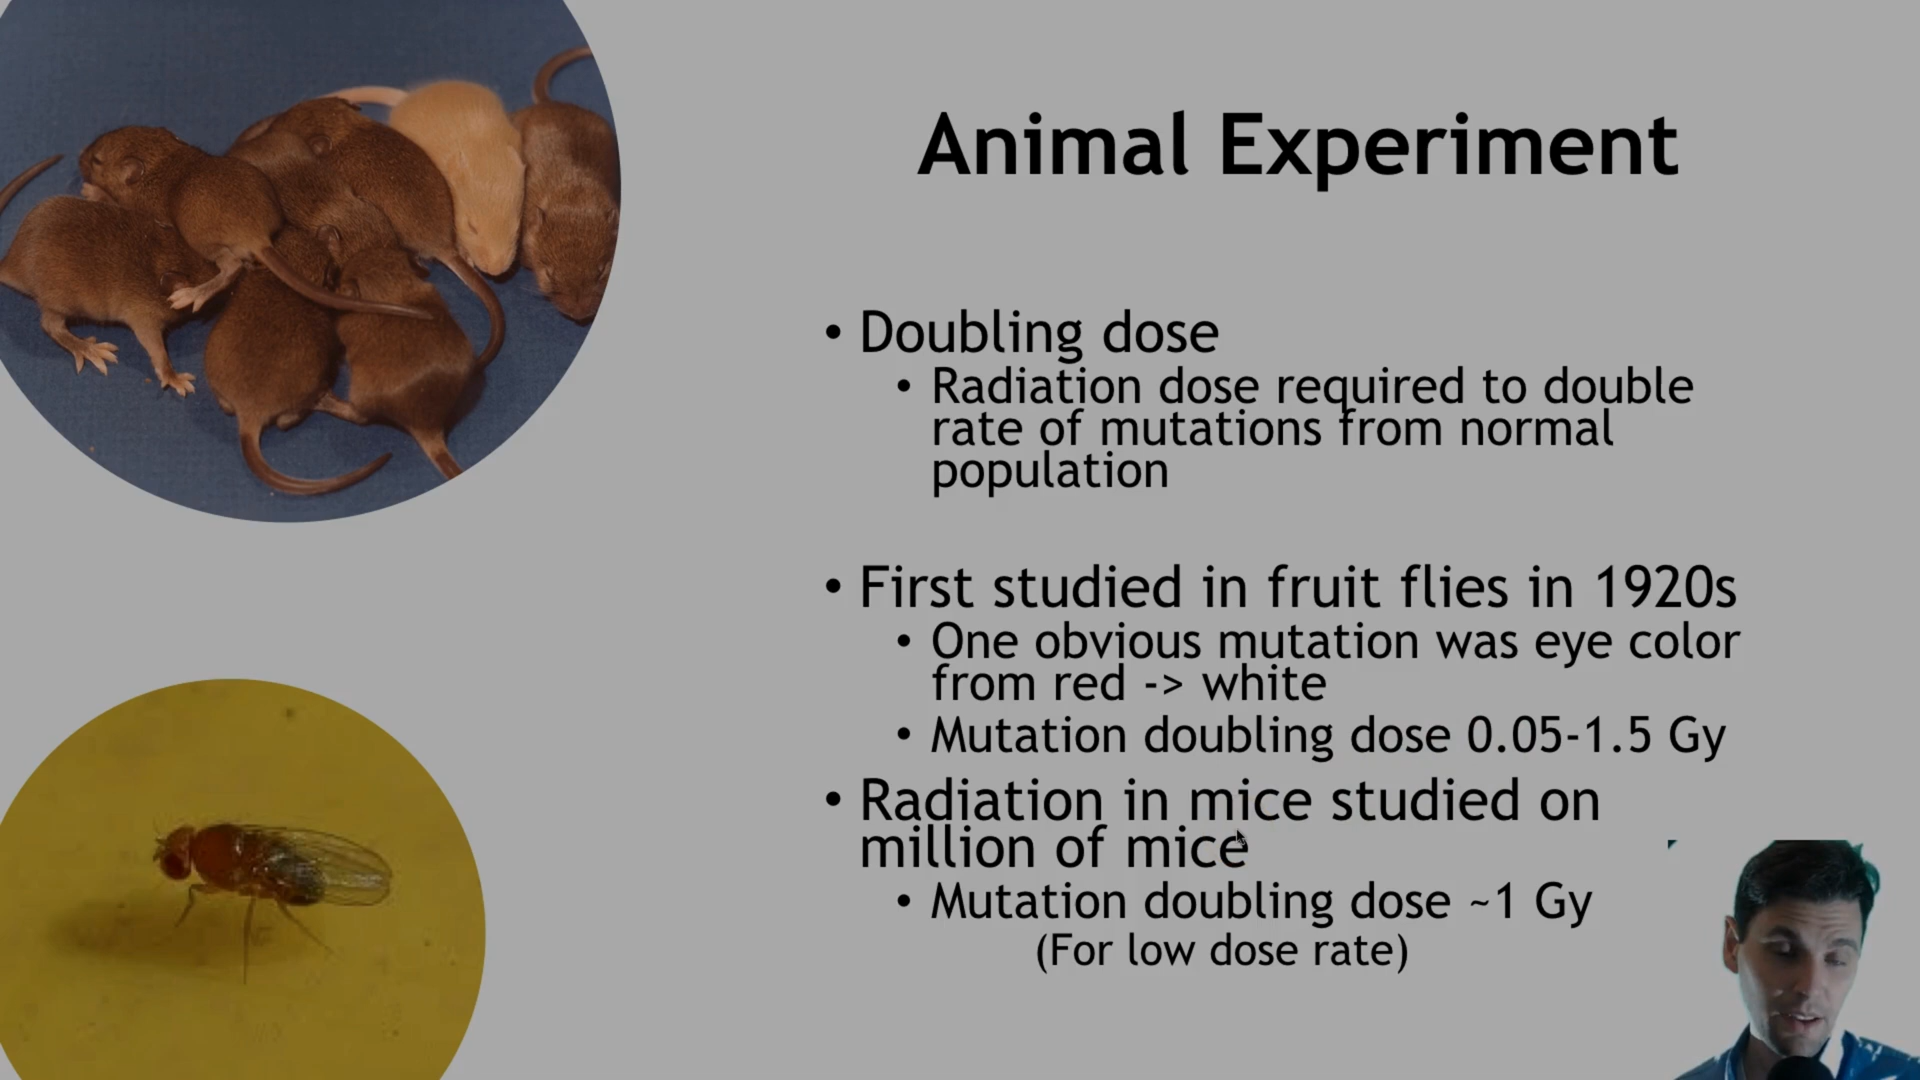 Animal Experiment
• Doubling dose
• Radiation dose required to double
rate of mutations from normal
population
• First studied in fruit flies in 1920s
• One obvious mutation was eye color
from red -> white
• Mutation doubling dose 0.05-1.5 Gy
• Radiation in mice studied on
million of mice
• Mutation doubling dose ~1 Gy
(For low dose rate)